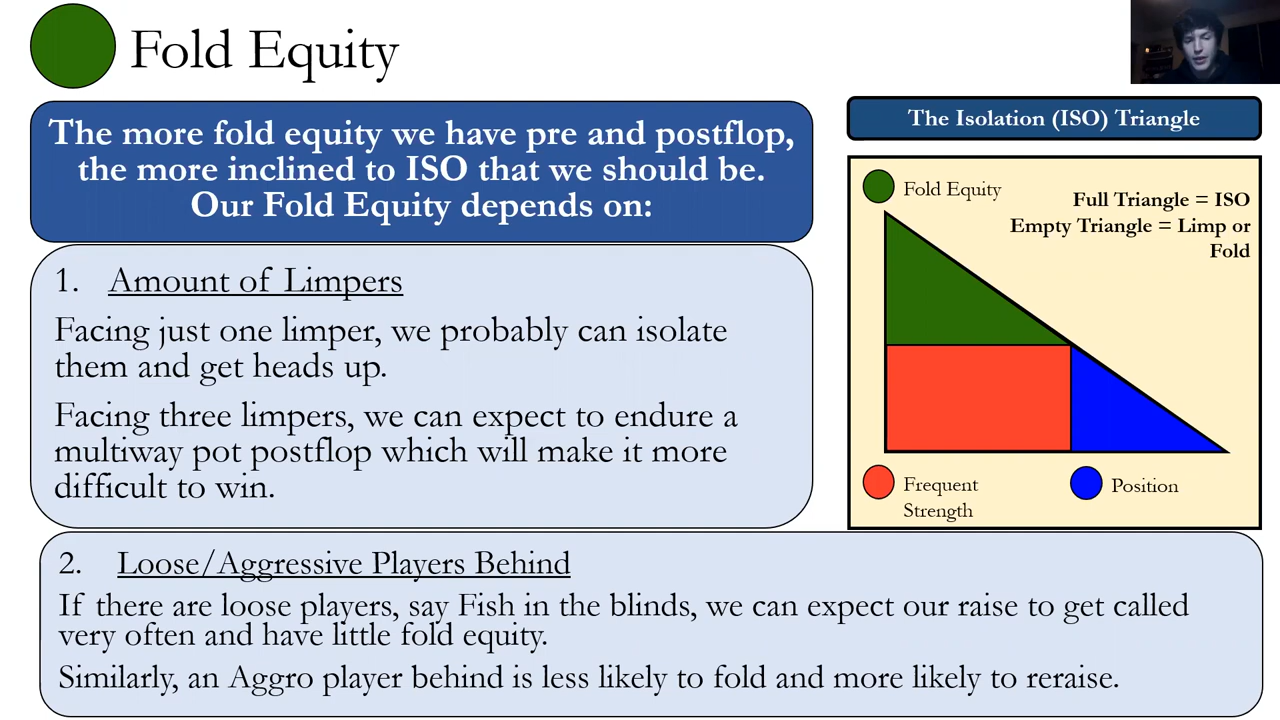 Fold Equity
The more fold equity we have pre and postflop,
the more inclined to ISO that we should be.
Our Fold Equity depends on:
1. Amount of Limpers
Facing just one limper, we probably can isolate
them and get heads up.
Facing three limpers, we can expect to endure a
multiway pot postflop which will make it more
difficult to win.
The Isolation (ISO) Triangle
Fold Equity
Full Triangle = ISO
Empty Triangle = Limp or
Fold
Frequent
Strength
Position
2. Loose/Aggressive Players Behind
If there are loose players, say Fish in the blinds, we can expect our raise to get called
very often and have little fold equity.
Similarly, an Aggro player behind is less likely to fold and more likely to reraise.